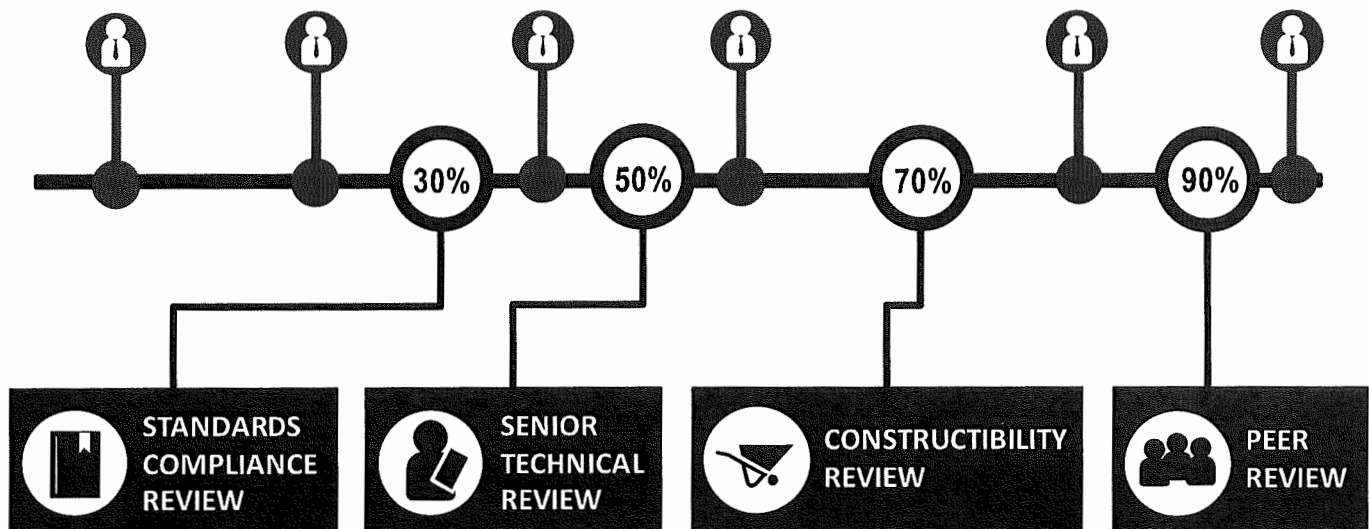 30%
50%
70%
90%
STANDARDS
COMPLIANCE
REVIEW
SENIOR
TECHNICAL
REVIEW
CONSTRUCTIBILITY
REVIEW
PEER
REVIEW